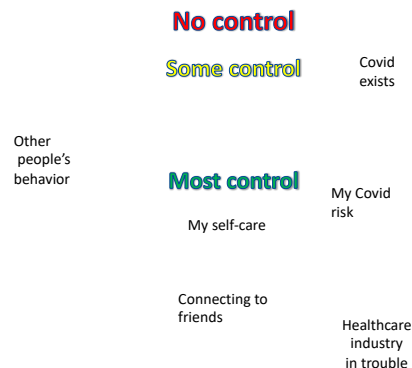 No control
Some control
Covid
exists
Other
people's
behavior
Most control
My Covid
risk
My self-care
Connecting to
friends
Healthcare
industry
in trouble